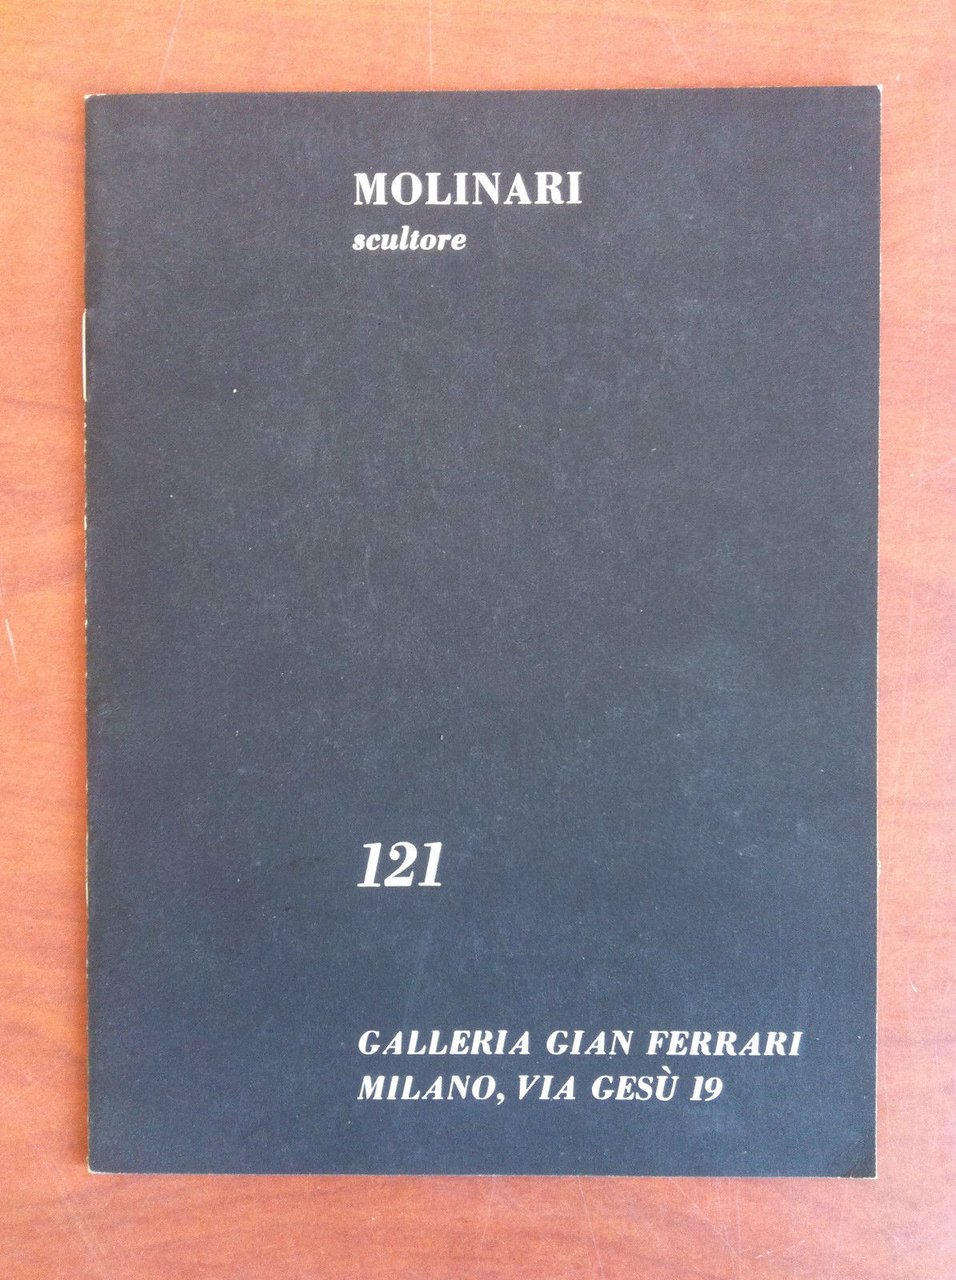 MOLINARI
scultore
121
GALLERIA GIAN FERRARI
MILANO, VIA GESÙ 19